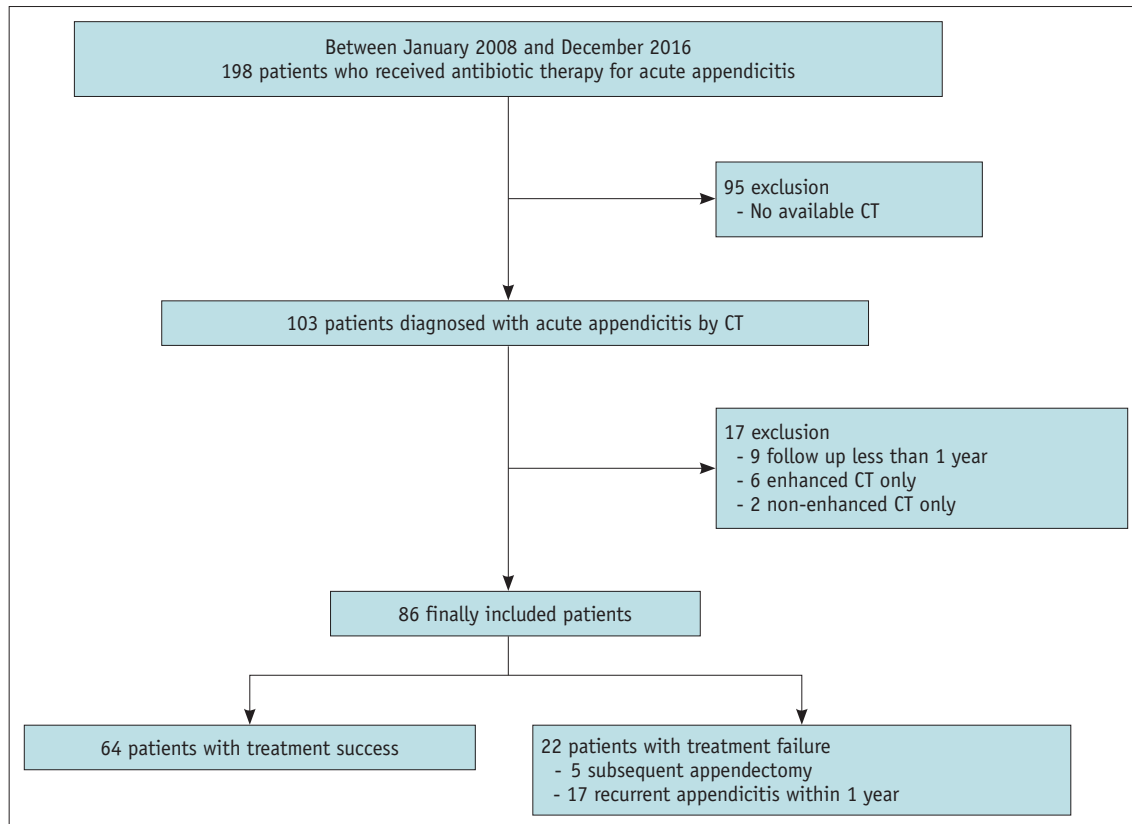 Between January 2008 and December 2016
198 patients who received antibiotic therapy for acute appendicitis
95 exclusion
- No available CT
103 patients diagnosed with acute appendicitis by CT
17 exclusion
- 9 follow up less than 1 year
- 6 enhanced CT only
- 2 non-enhanced CT only
86 finally included patients
64 patients with treatment success
22 patients with treatment failure
- 5 subsequent appendectomy
- 17 recurrent appendicitis within 1 year